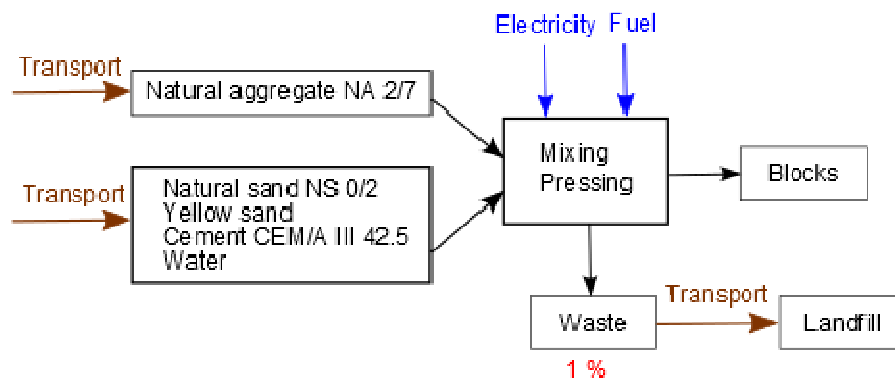 Electricity Fuel
Transport
Natural aggregate NA 2/7
Mixing
Pressing
Blocks
Transport
Natural sand NS 0/2
Yellow sand
Cement CEM/A III 42.5
Water
Waste
Transport
Landfill
1 %